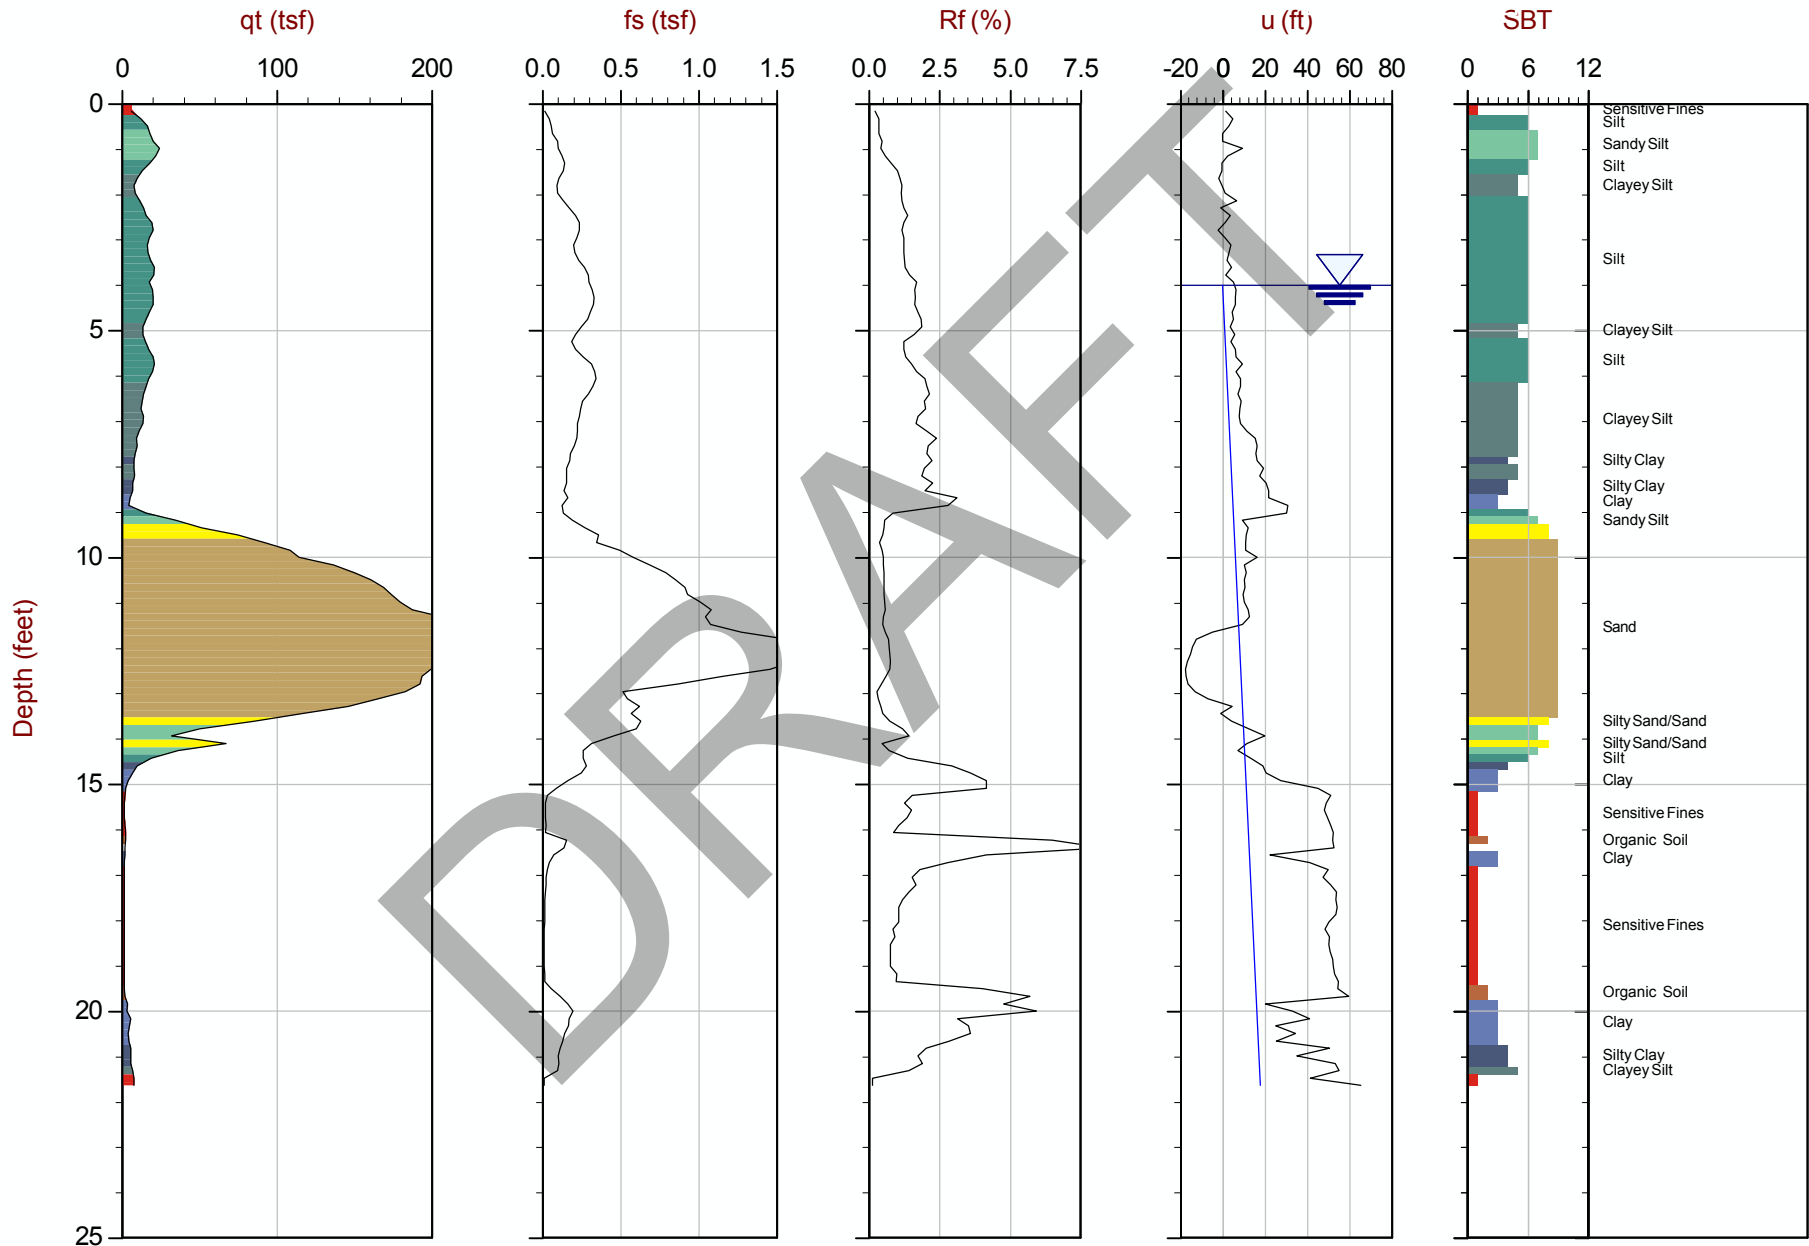 qt (tsf) fs (tsf) Rf (%) u (ft) SBT
0 100 200 0.0 0.5 1.0 1.5 0.0 2.5 5.0 7.5 -20 0 20 40 60 80 0 6 12
0
5
10
15
20
25
Depth (feet)
Sensitive Fines
Silt
Sandy Silt
Silt
Clayey Silt
Silt
Clayey Silt
Silt
Clayey Silt
Silty Clay
Silty Clay
Clay
Sandy Silt
Sand
Silty Sand/Sand
Silty Sand/Sand
Silt
Clay
Sensitive Fines
Organic Soil
Clay
Sensitive Fines
Organic Soil
Clay
Silty Clay
Clayey Silt
DRAFT